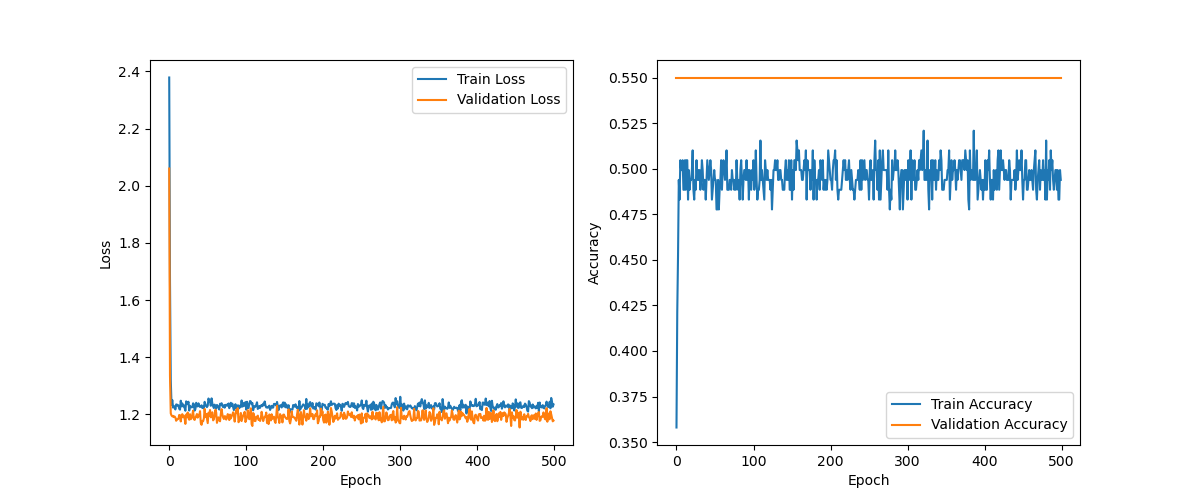 2.4
2.2
2.0
1.8
1.6
1.4
1.2
Loss
0 100 200 300 400 500
Epoch
Train Loss
Validation Loss
0.550
0.525
0.500
0.475
0.450
0.425
0.400
0.375
0.350
Accuracy
0 100 200 300 400 500
Epoch
Train Accuracy
Validation Accuracy